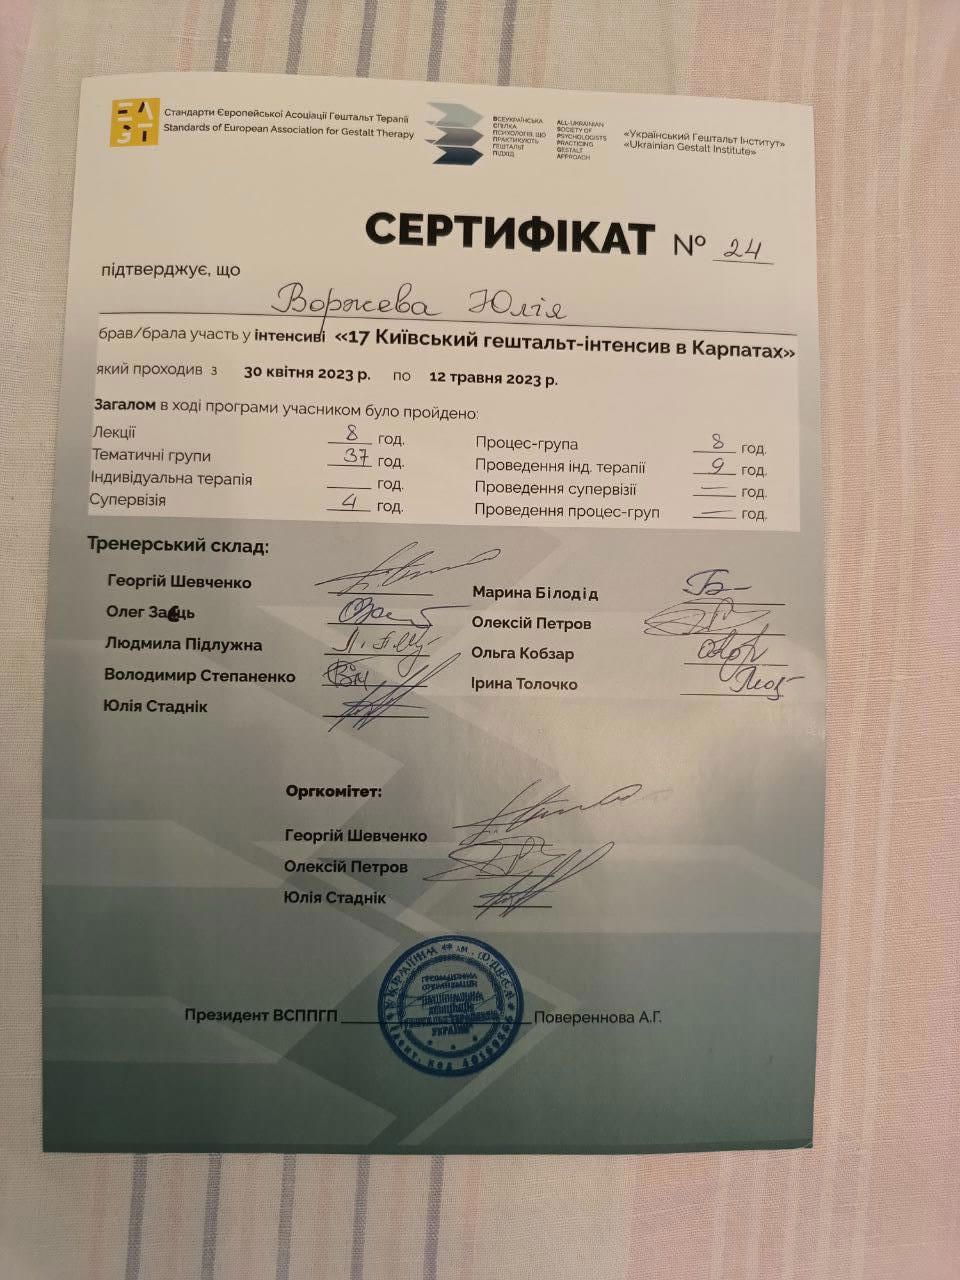 Стандарти Європейської Асоціації Гештальт Терапії
Standards of European Association for Gestalt Therapy
ВСЕУКРАЇНСЬКА
СПІЛКА
ПСИХОЛОГІВ, ЩО
ПРАКТИКУЮТЬ
ГЕШТАЛЬТ
ПІДХІД
ALL-UKRAINIAN
SOCIETY OF
PSYCHOLOGISTS
PRACTICING
GESTALT
APPROACH
«Український Гештальт Інститут»
«Ukrainian Gestalt Institute»
СЕРТИФІКАТ № 24
підтверджує, що
Воржева Юлія
брав/брала участь у інтенсиві «17 Київський гештальт-інтенсив в Карпатах»
який проходив з 30 квітня 2023 р. по 12 травня 2023 р.
Загалом в ході програми учасником було пройдено:
Лекції 8 год. Процес-група 8 год.
Тематичні групи 37 год. Проведення інд. терапії 9 год.
Індивідуальна терапія год. Проведення супервізії — год.
Супервізія 4 год. Проведення процес-груп — год.
Тренерський склад:
Георгій Шевченко Марина Білодід
Олег Заєць Олексій Петров
Людмила Підлужна Ольга Кобзар
Володимир Степаненко Ірина Толочко
Юлія Стаднік
Оргкомітет:
Георгій Шевченко
Олексій Петров
Юлія Стаднік
Президент ВСППГП Повереннова А.Г.